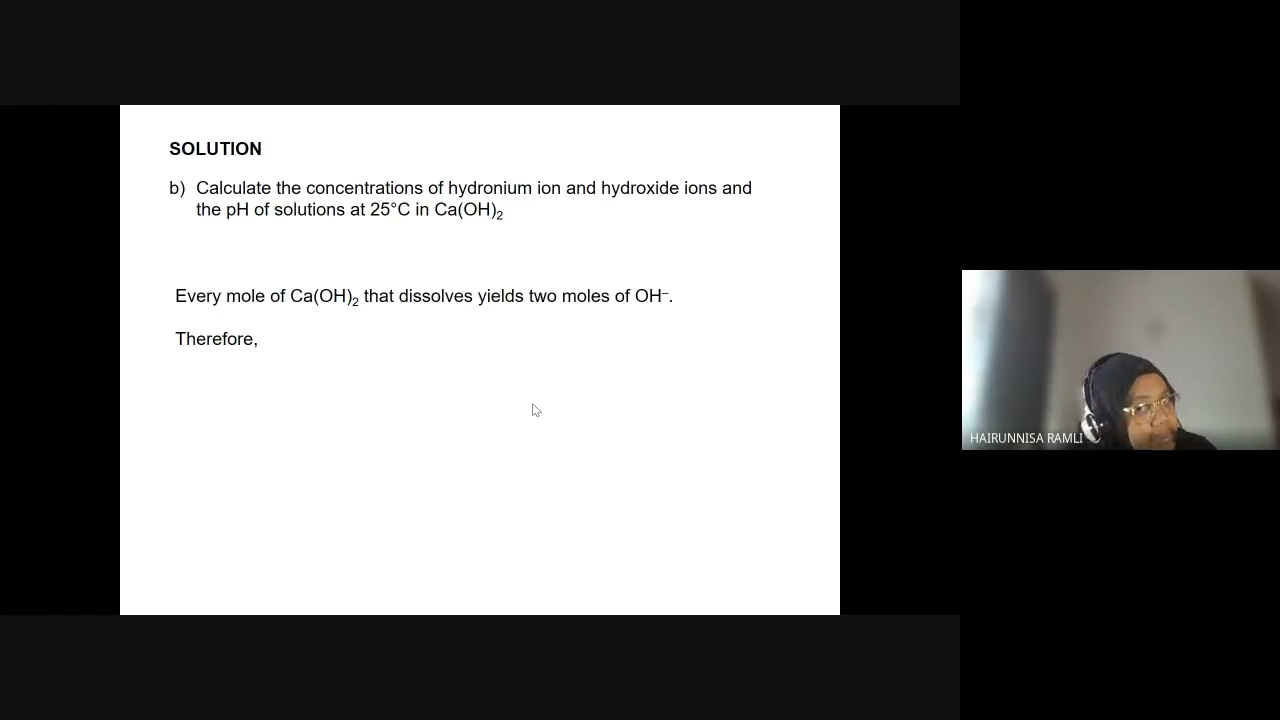 SOLUTION
b) Calculate the concentrations of hydronium ion and hydroxide ions and
the pH of solutions at 25°C in Ca(OH)₂
Every mole of Ca(OH)₂ that dissolves yields two moles of OH⁻.
Therefore,
HAIRUNNISA RAMLI